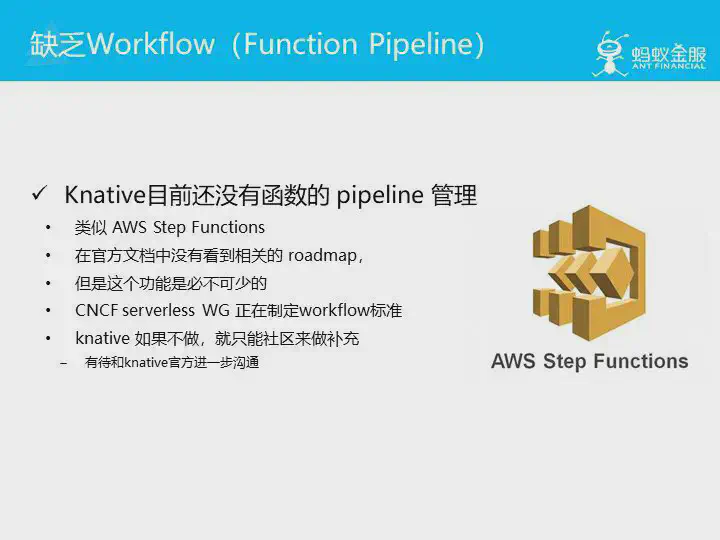 缺乏Workflow（Function Pipeline）
蚂蚁金服
ANT FINANCIAL
✓ Knative目前还没有函数的 pipeline 管理
• 类似 AWS Step Functions
• 在官方文档中没有看到相关的 roadmap，
• 但是这个功能是必不可少的
• CNCF serverless WG 正在制定workflow标准
• knative 如果不做，就只能社区来做补充
– 有待和knative官方进一步沟通
AWS Step Functions